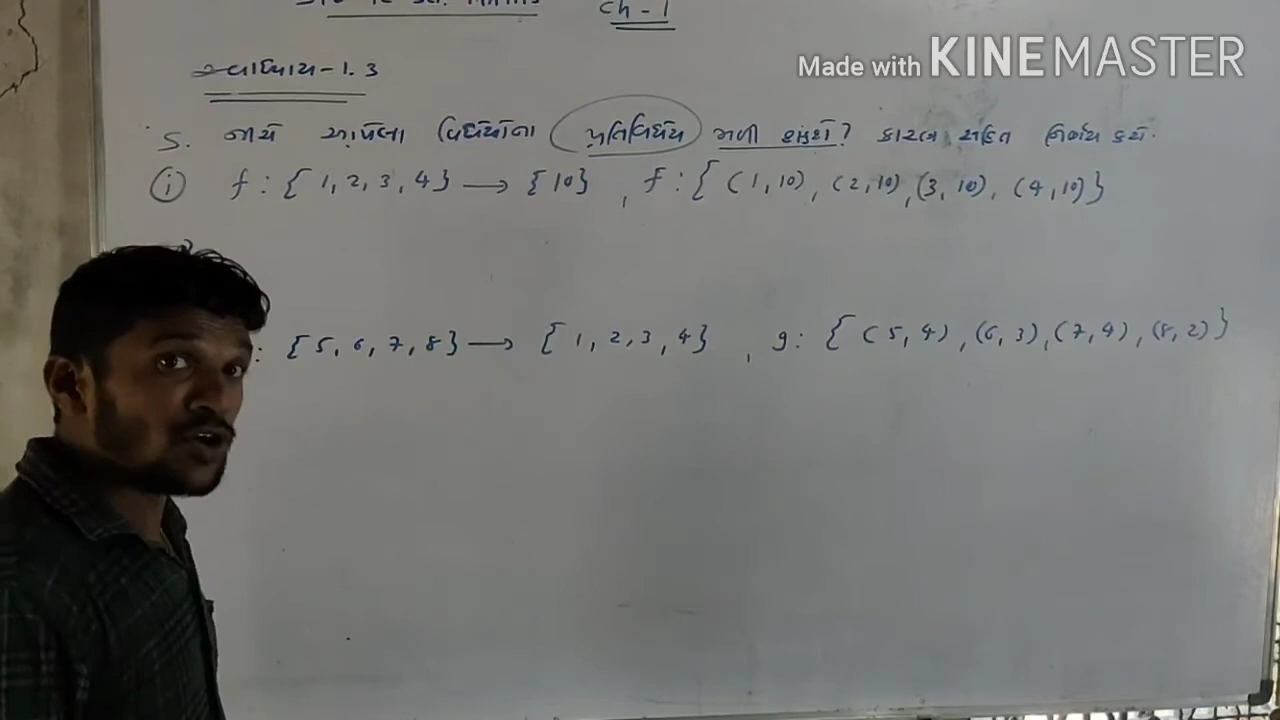 Ch - 1
Made with KINEMASTER
સ્વાધ્યાય - 1.3
5. નીચે આપેલા વિધેયોના પ્રતિવિધેય મળી શકશે? કારણ સહિત નિર્ણય કરો.
i f : { 1, 2, 3, 4} → { 10} , f : { (1, 10), (2, 10), (3, 10), (4, 10)}
: {5, 6, 7, 8} → { 1, 2, 3, 4} , g : { (5, 4), (6, 3), (7, 4), (8, 2)}